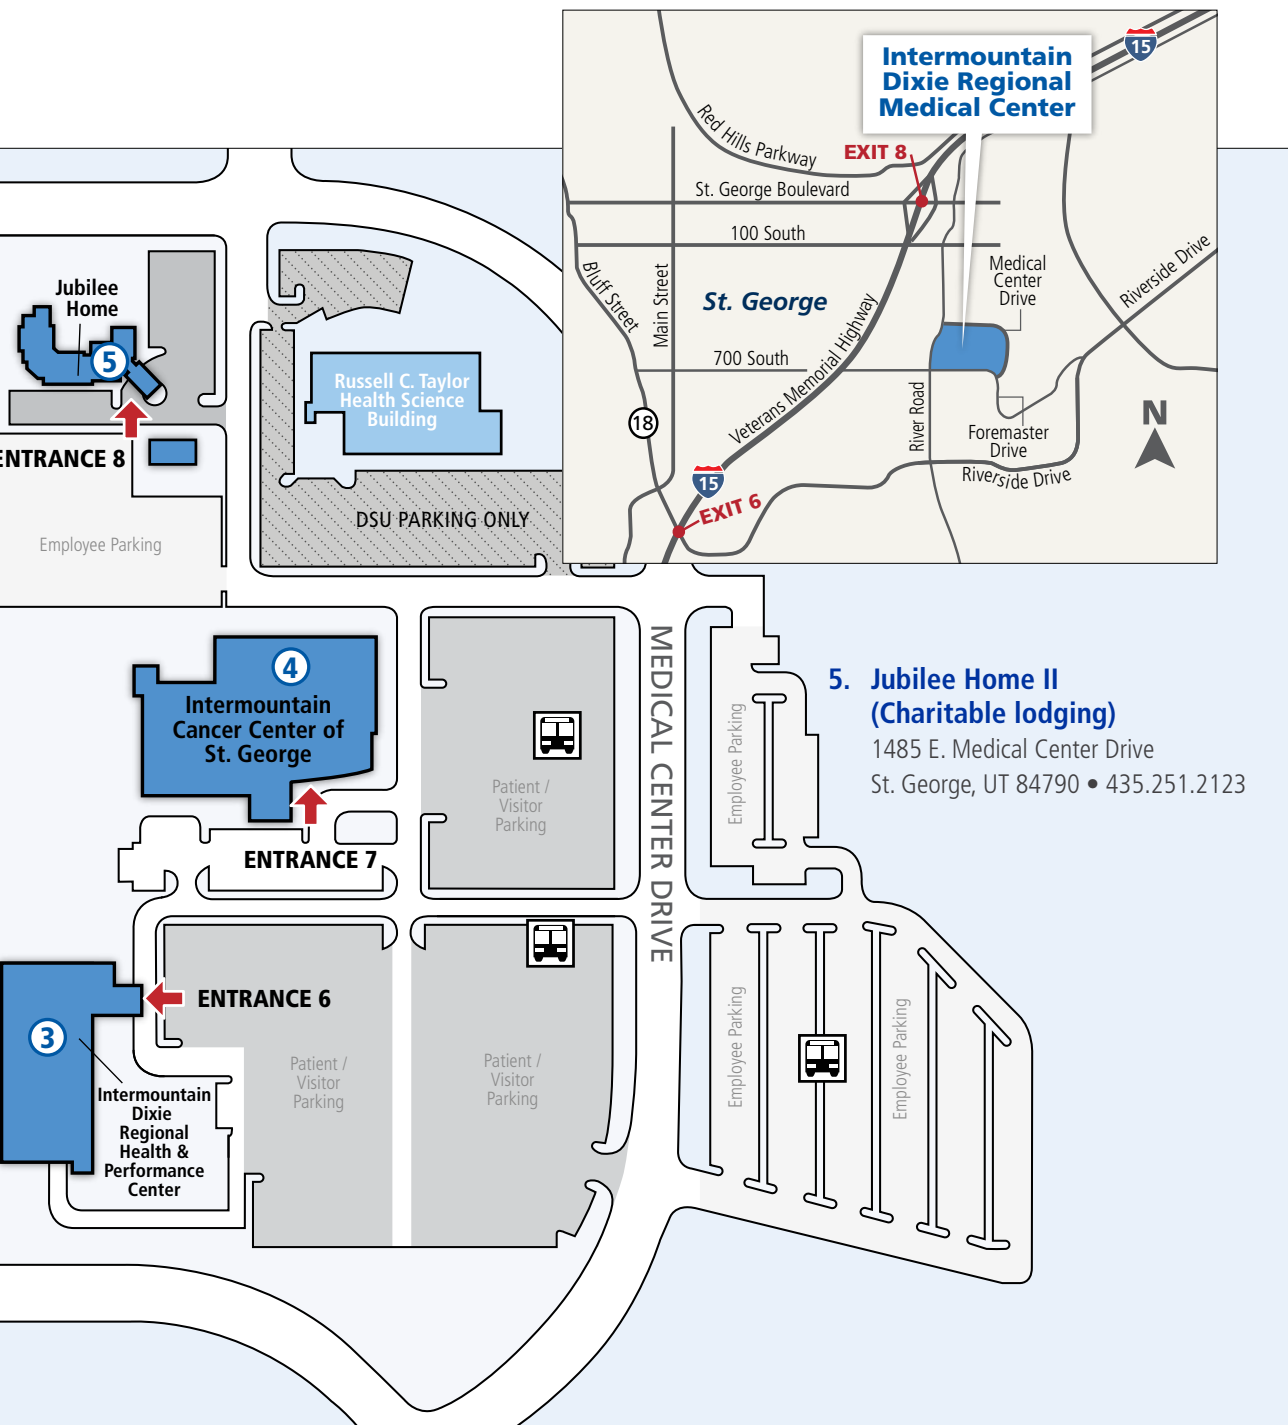 15
Intermountain
Dixie Regional
Medical Center
Red Hills Parkway
EXIT 8
St. George Boulevard
100 South
Bluff Street
Main Street
St. George
Medical
Center
Drive
Riverside Drive
700 South
Veterans Memorial Highway
18
River Road
N
Foremaster
Drive
Riverside Drive
15
EXIT 6
Jubilee
Home
5
ENTRANCE 8
Russell C. Taylor
Health Science
Building
DSU PARKING ONLY
Employee Parking
4
Intermountain
Cancer Center of
St. George
ENTRANCE 7
Patient /
Visitor
Parking
MEDICAL CENTER DRIVE
Employee Parking
5. Jubilee Home II
(Charitable lodging)
1485 E. Medical Center Drive
St. George, UT 84790 • 435.251.2123
ENTRANCE 6
3
Intermountain
Dixie
Regional
Health &
Performance
Center
Patient /
Visitor
Parking
Patient /
Visitor
Parking
Employee Parking
Employee Parking